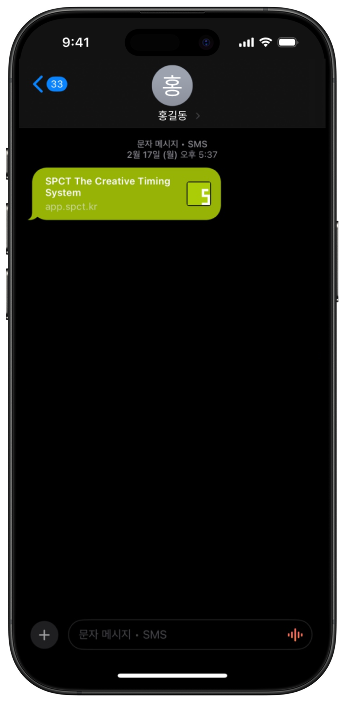 9:41
33
홍
홍길동
문자 메시지 • SMS
2월 17일 (월) 오후 5:37
SPCT The Creative Timing
System
app.spct.kr
S
문자 메시지 • SMS